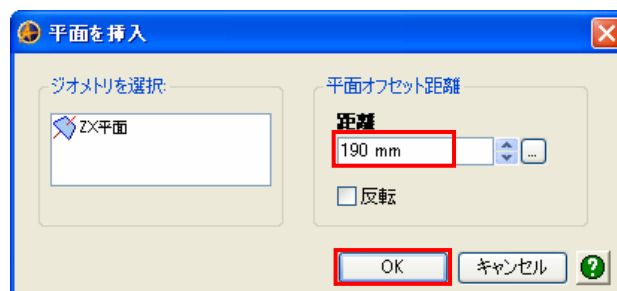 平面を挿入
ジオメトリを選択:
ZX平面
平面オフセット距離
距離
190 mm
...
反転
OK
キャンセル
?